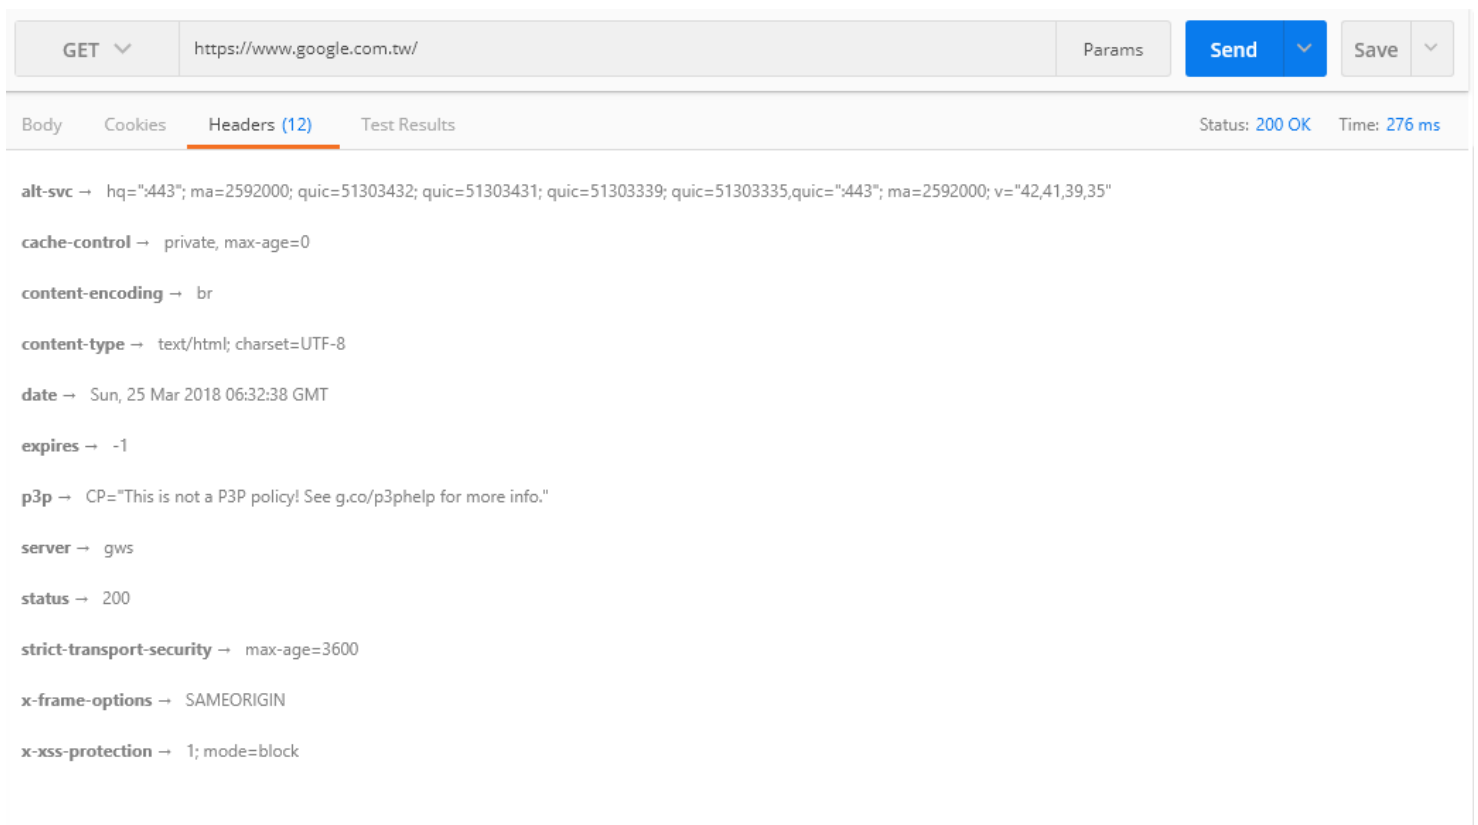 GET https://www.google.com.tw/ Params Send Save
Body Cookies Headers (12) Test Results Status: 200 OK Time: 276 ms
alt-svc → hq=":443"; ma=2592000; quic=51303432; quic=51303431; quic=51303339; quic=51303335,quic=":443"; ma=2592000; v="42,41,39,35"
cache-control → private, max-age=0
content-encoding → br
content-type → text/html; charset=UTF-8
date → Sun, 25 Mar 2018 06:32:38 GMT
expires → -1
p3p → CP="This is not a P3P policy! See g.co/p3phelp for more info."
server → gws
status → 200
strict-transport-security → max-age=3600
x-frame-options → SAMEORIGIN
x-xss-protection → 1; mode=block